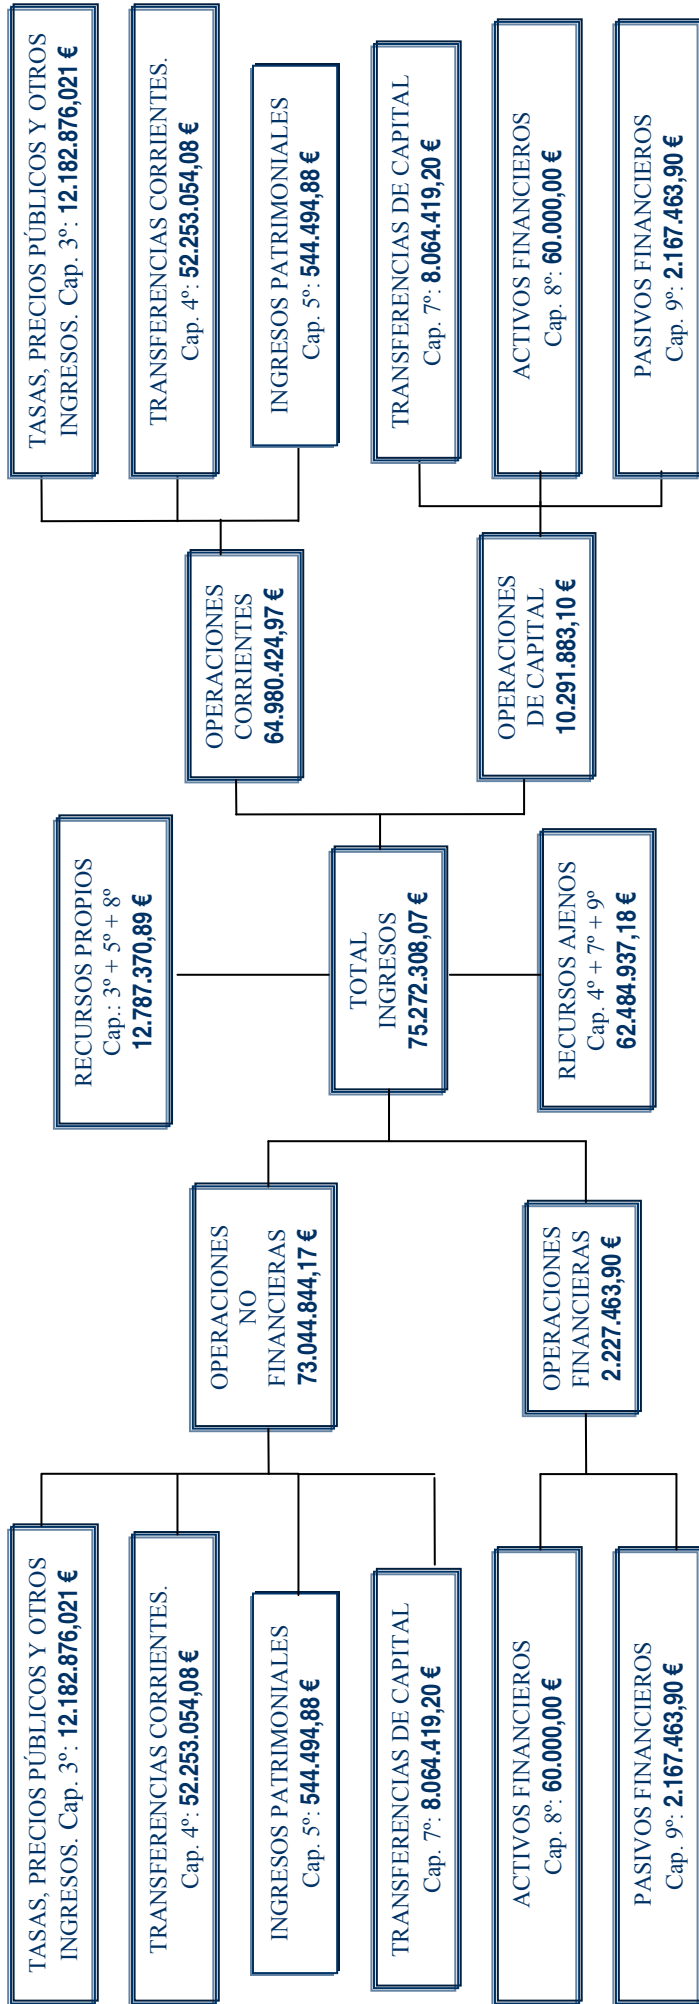 TASAS, PRECIOS PÚBLICOS Y OTROS
INGRESOS. Cap. 3º: 12.182.876,021 €
TRANSFERENCIAS CORRIENTES.
Cap. 4º: 52.253.054,08 €
INGRESOS PATRIMONIALES
Cap. 5º: 544.494,88 €
TRANSFERENCIAS DE CAPITAL
Cap. 7º: 8.064.419,20 €
ACTIVOS FINANCIEROS
Cap. 8º: 60.000,00 €
PASIVOS FINANCIEROS
Cap. 9º: 2.167.463,90 €
OPERACIONES
NO
FINANCIERAS
73.044.844,17 €
OPERACIONES
FINANCIERAS
2.227.463,90 €
RECURSOS PROPIOS
Cap.: 3º + 5º + 8º
12.787.370,89 €
TOTAL
INGRESOS
75.272.308,07 €
RECURSOS AJENOS
Cap. 4º + 7º + 9º
62.484.937,18 €
OPERACIONES
CORRIENTES
64.980.424,97 €
OPERACIONES
DE CAPITAL
10.291.883,10 €
TASAS, PRECIOS PÚBLICOS Y OTROS
INGRESOS. Cap. 3º: 12.182.876,021 €
TRANSFERENCIAS CORRIENTES.
Cap. 4º: 52.253.054,08 €
INGRESOS PATRIMONIALES
Cap. 5º: 544.494,88 €
TRANSFERENCIAS DE CAPITAL
Cap. 7º: 8.064.419,20 €
ACTIVOS FINANCIEROS
Cap. 8º: 60.000,00 €
PASIVOS FINANCIEROS
Cap. 9º: 2.167.463,90 €